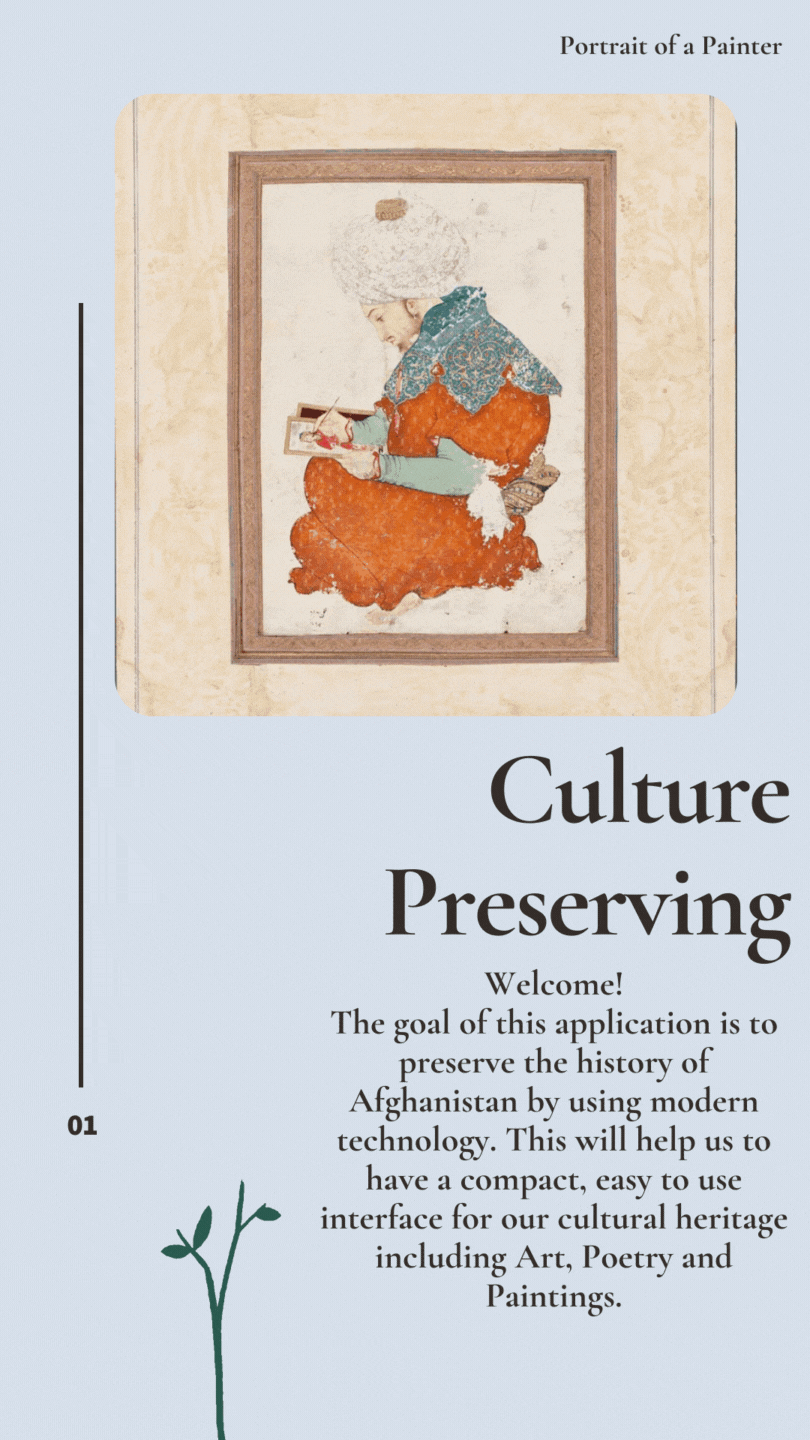 Portrait of a Painter
Culture
Preserving
Welcome!
The goal of this application is to
preserve the history of
Afghanistan by using modern
technology. This will help us to
have a compact, easy to use
interface for our cultural heritage
including Art, Poetry and
Paintings.
01